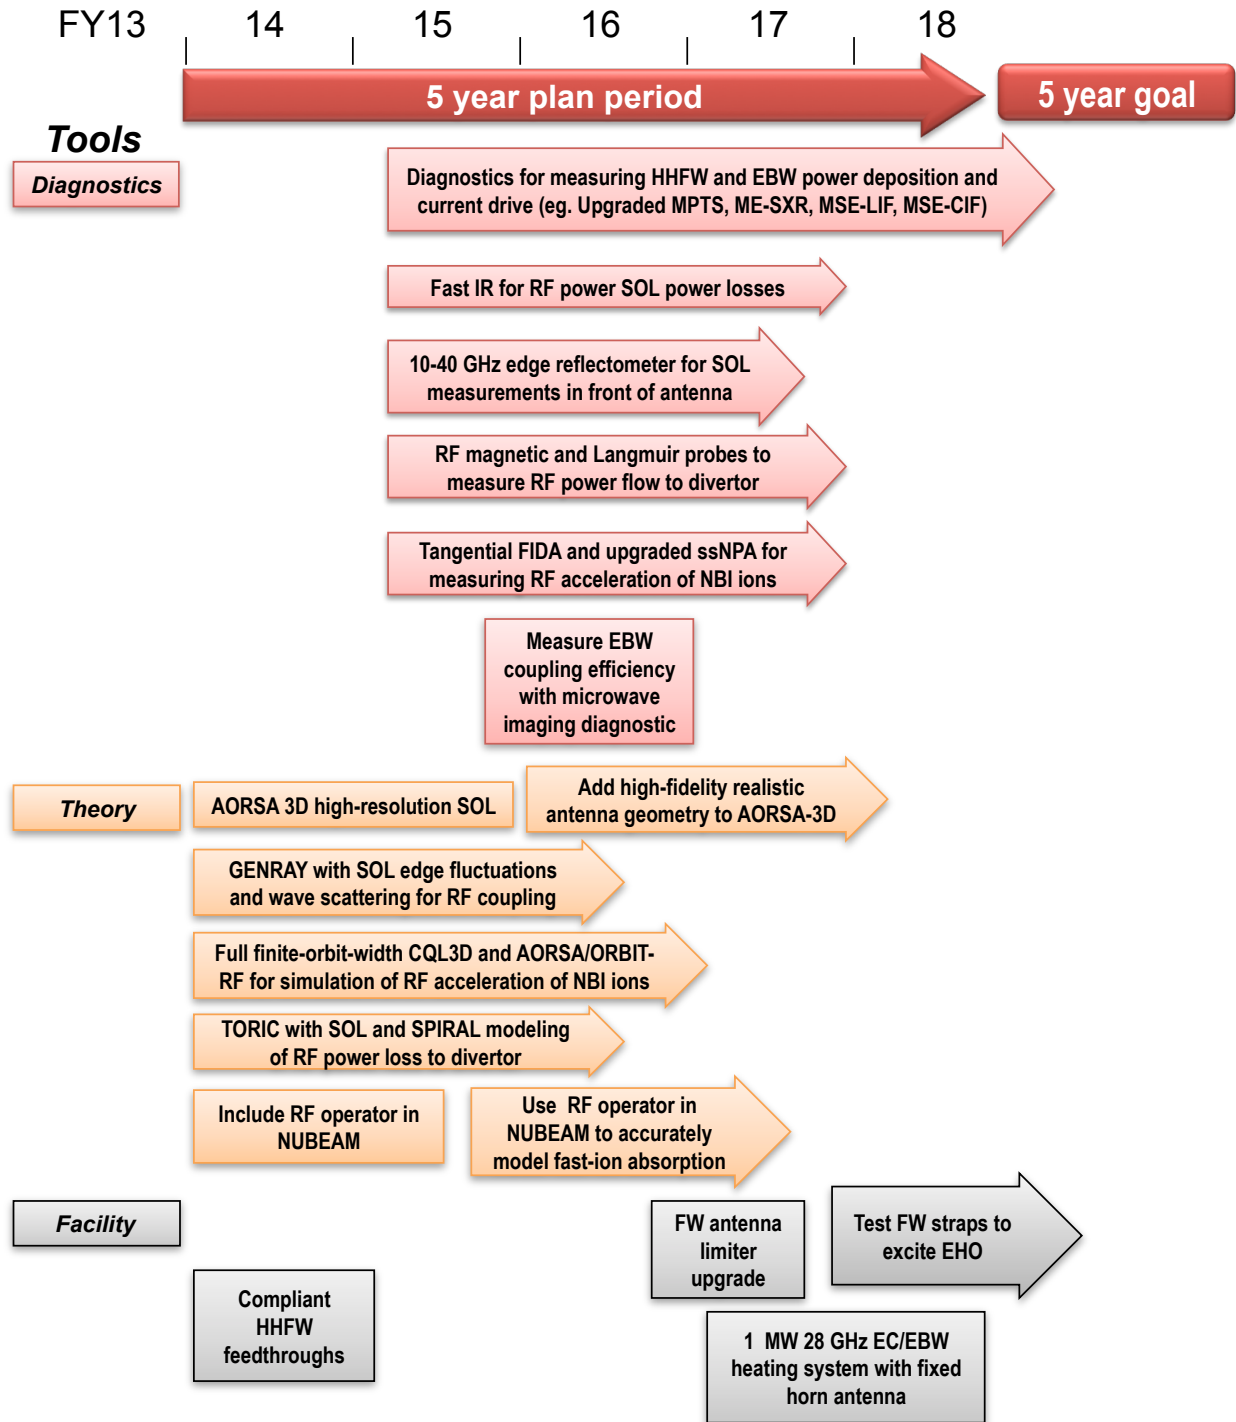 FY13 14 15 16 17 18
5 year plan period
5 year goal
Tools
Diagnostics
Diagnostics for measuring HHFW and EBW power deposition and
current drive (eg. Upgraded MPTS, ME-SXR, MSE-LIF, MSE-CIF)
Fast IR for RF power SOL power losses
10-40 GHz edge reflectometer for SOL
measurements in front of antenna
RF magnetic and Langmuir probes to
measure RF power flow to divertor
Tangential FIDA and upgraded ssNPA for
measuring RF acceleration of NBI ions
Measure EBW
coupling efficiency
with microwave
imaging diagnostic
Theory
AORSA 3D high-resolution SOL
Add high-fidelity realistic
antenna geometry to AORSA-3D
GENRAY with SOL edge fluctuations
and wave scattering for RF coupling
Full finite-orbit-width CQL3D and AORSA/ORBIT-
RF for simulation of RF acceleration of NBI ions
TORIC with SOL and SPIRAL modeling
of RF power loss to divertor
Include RF operator in
NUBEAM
Use RF operator in
NUBEAM to accurately
model fast-ion absorption
Facility
FW antenna
limiter
upgrade
Test FW straps to
excite EHO
Compliant
HHFW
feedthroughs
1 MW 28 GHz EC/EBW
heating system with fixed
horn antenna